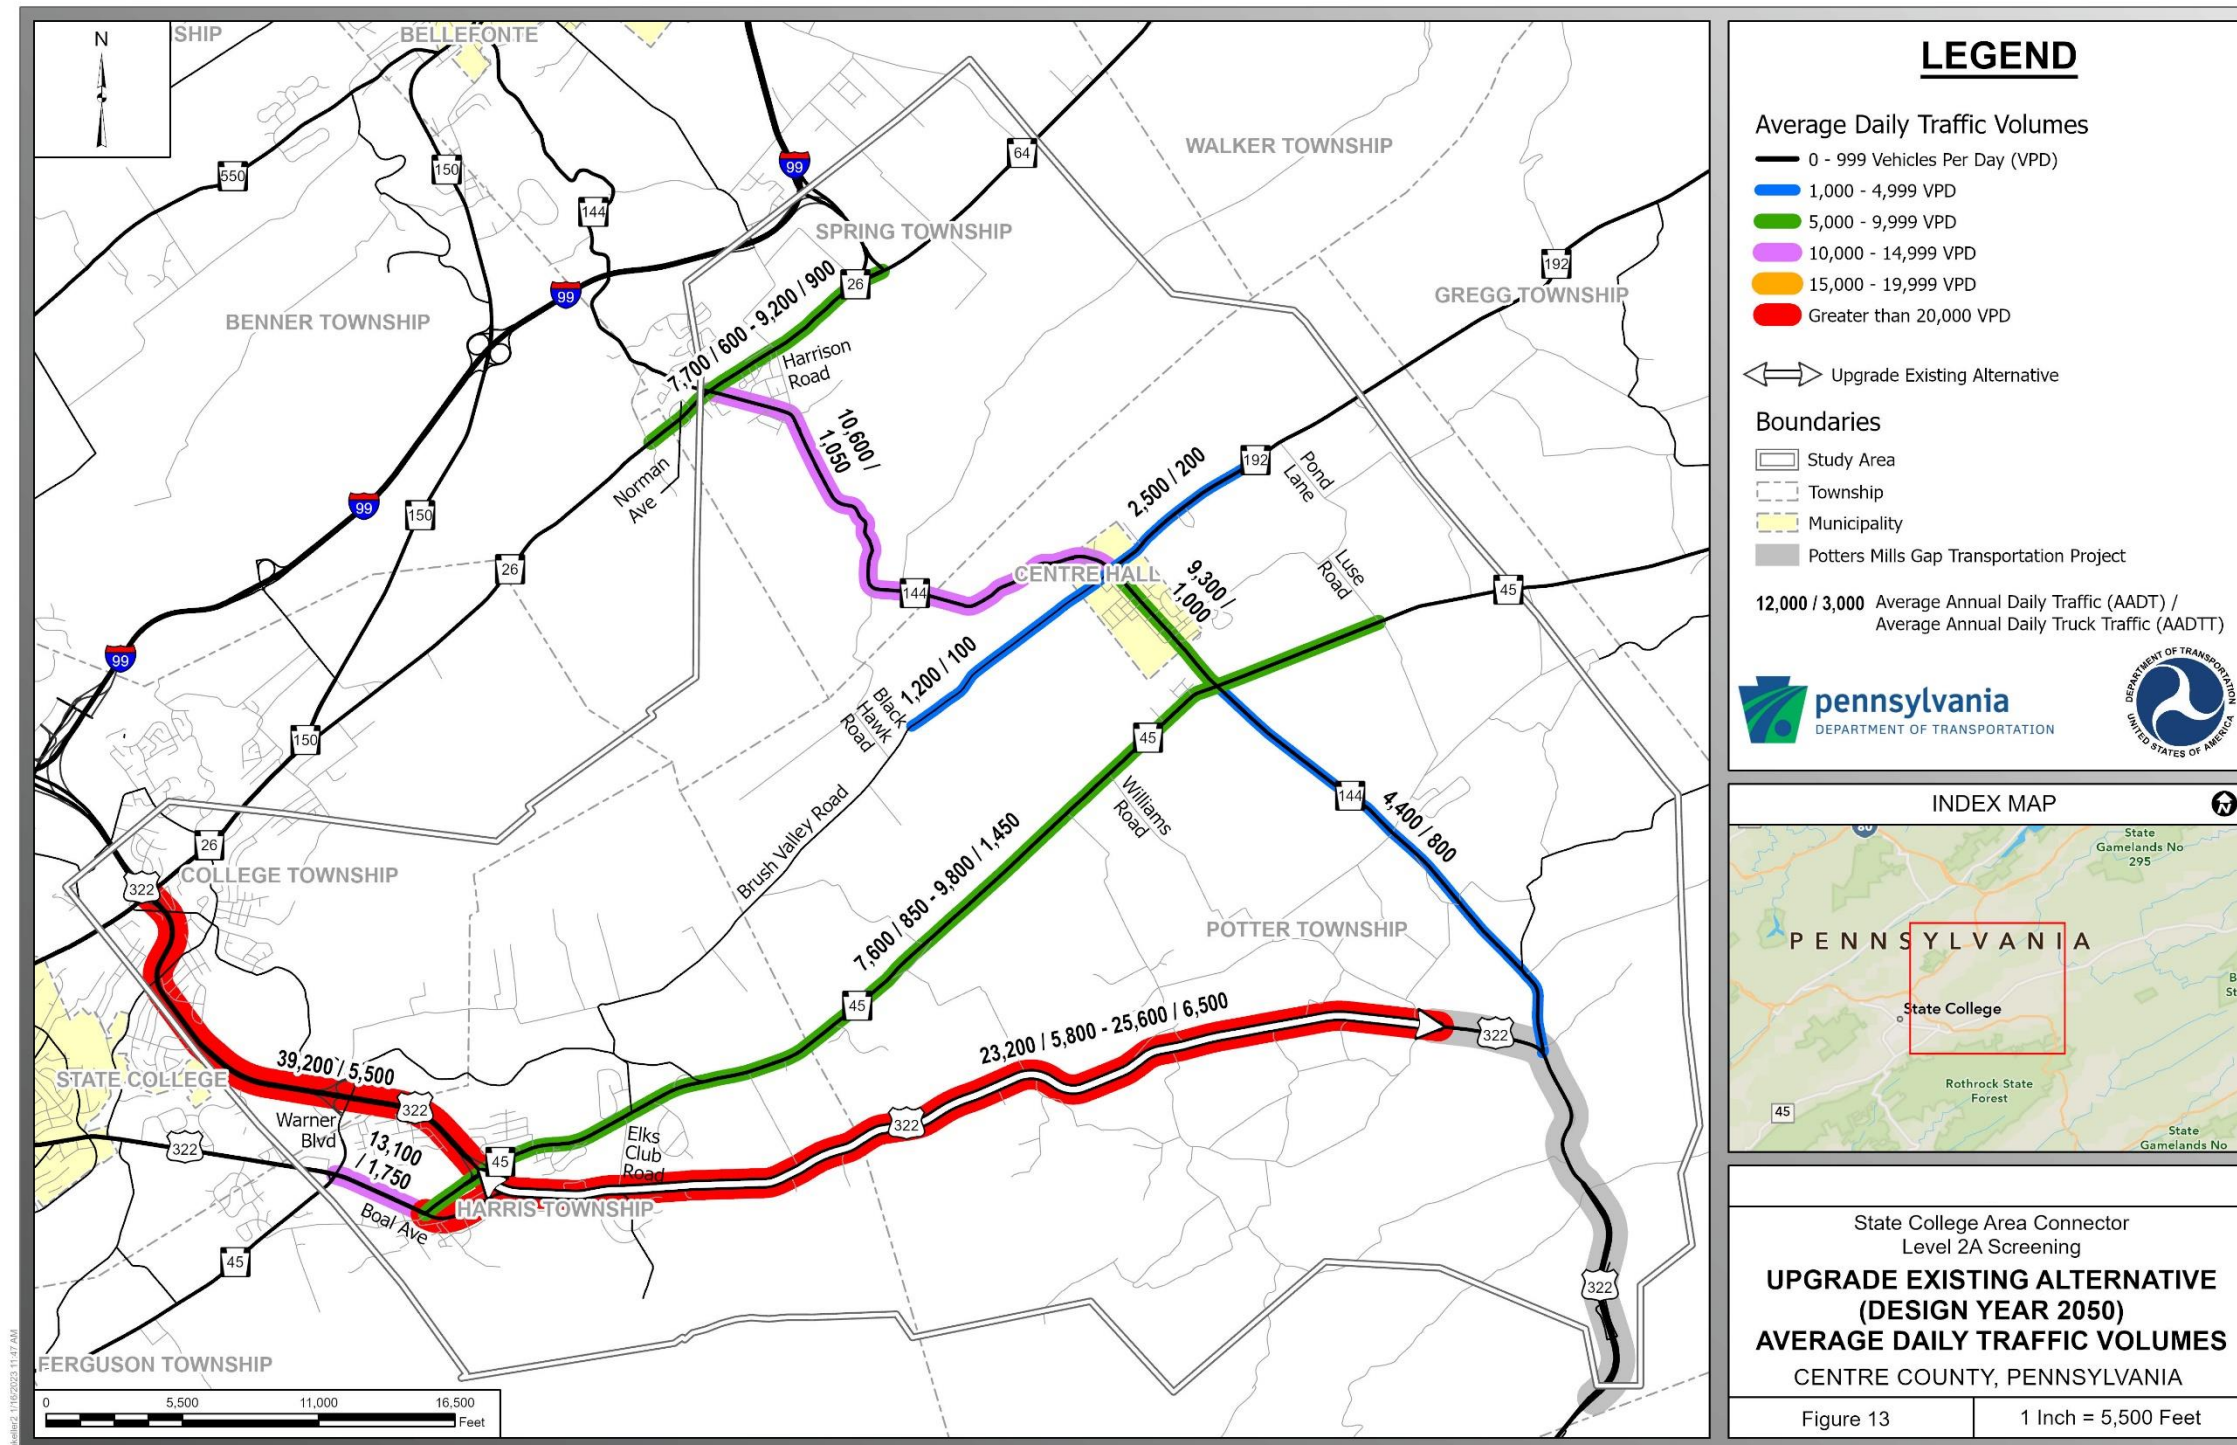 N
SHIP
BELLEFONTE
550
150
144
99
64
WALKER TOWNSHIP
SPRING TOWNSHIP
26
99
192
GREGG TOWNSHIP
BENNER TOWNSHIP
7,700 / 600 - 9,200 / 900
Harrison
Road
10,600 /
1,050
Norman
Ave
99
150
26
2,500 / 200
192
Pond
Lane
CENTRE HALL
144
9,300 /
1,000
Luse
Road
45
99
1,200 / 100
Black
Hawk
Road
150
45
Williams
Road
144
4,400 / 800
Brush Valley Road
26
322
COLLEGE TOWNSHIP
7,600 / 850 - 9,800 / 1,450
POTTER TOWNSHIP
45
23,200 / 5,800 - 25,600 / 6,500
322
STATE COLLEGE
39,200 / 5,500
322
322
Warner
Blvd
322
13,100
/ 1,750
45
Elks
Club
Road
HARRIS TOWNSHIP
Boal Ave
45
322
FERGUSON TOWNSHIP
0
5,500
11,000
16,500
Feet
LEGEND
Average Daily Traffic Volumes
0 - 999 Vehicles Per Day (VPD)
1,000 - 4,999 VPD
5,000 - 9,999 VPD
10,000 - 14,999 VPD
15,000 - 19,999 VPD
Greater than 20,000 VPD
Upgrade Existing Alternative
Boundaries
Study Area
Township
Municipality
Potters Mills Gap Transportation Project
12,000 / 3,000 Average Annual Daily Traffic (AADT) /
Average Annual Daily Truck Traffic (AADTT)
pennsylvania
DEPARTMENT OF TRANSPORTATION
DEPARTMENT OF TRANSPORTATION
UNITED STATES OF AMERICA
INDEX MAP
N
80
State
Gamelands No
295
PENNSYLVANIA
B
St
State College
Rothrock State
Forest
45
State
Gamelands No
State College Area Connector
Level 2A Screening
UPGRADE EXISTING ALTERNATIVE
(DESIGN YEAR 2050)
AVERAGE DAILY TRAFFIC VOLUMES
CENTRE COUNTY, PENNSYLVANIA
Figure 13
1 Inch = 5,500 Feet